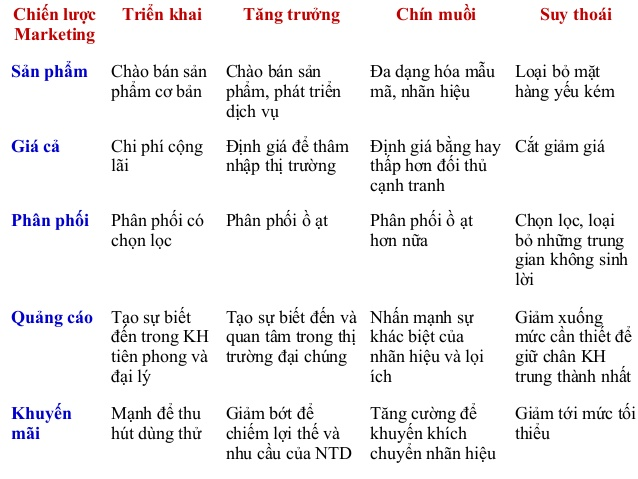 Chiến lược Marketing
Triển khai
Tăng trưởng
Chín muồi
Suy thoái
Sản phẩm
Chào bán sản
phẩm cơ bản
Chào bán sản
phẩm, phát triển
dịch vụ
Đa dạng hóa mẫu
mã, nhãn hiệu
Loại bỏ mặt
hàng yếu kém
Giá cả
Chi phí cộng
lãi
Định giá để thâm
nhập thị trường
Định giá bằng hay
thấp hơn đối thủ
cạnh tranh
Cắt giảm giá
Phân phối
Phân phối có
chọn lọc
Phân phối ồ ạt
Phân phối ồ ạt
hơn nữa
Chọn lọc, loại
bỏ những trung
gian không sinh
lời
Quảng cáo
Tạo sự biết
đến trong KH
tiên phong và
đại lý
Tạo sự biết đến và
quan tâm trong thị
trường đại chúng
Nhấn mạnh sự
khác biệt của
nhãn hiệu và lọi
ích
Giảm xuống
mức cần thiết để
giữ chân KH
trung thành nhất
Khuyến
mãi
Mạnh để thu
hút dùng thử
Giảm bớt để
chiếm lợi thế và
nhu cầu của NTD
Tăng cường để
khuyến khích
chuyển nhãn hiệu
Giảm tới mức tối
thiểu